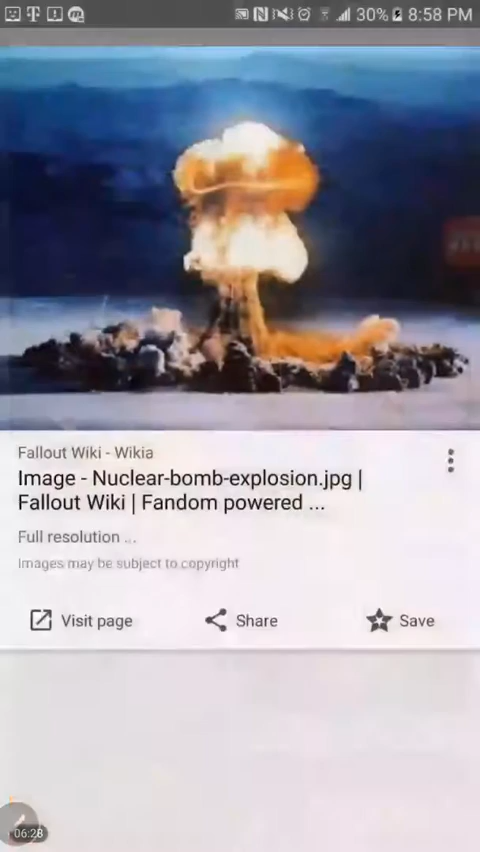 30% 8:58 PM
Fallout Wiki - Wikia
Image - Nuclear-bomb-explosion.jpg |
Fallout Wiki | Fandom powered ...
Full resolution ...
Images may be subject to copyright
Visit page Share Save
06:28